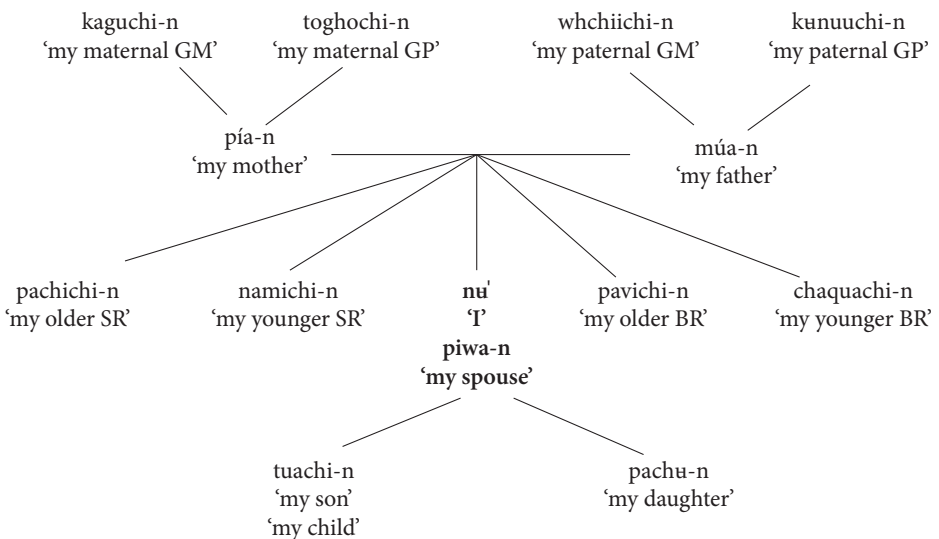 kaguchi-n toghochi-n whchiichi-n kʉnuuchi-n
‘my maternal GM’ ‘my maternal GP’ ‘my paternal GM’ ‘my paternal GP’
pía-n múa-n
‘my mother’ ‘my father’
pachichi-n namichi-n nʉ' pavichi-n chaquachi-n
‘my older SR’ ‘my younger SR’ ‘I’ ‘my older BR’ ‘my younger BR’
piwa-n
‘my spouse’
tuachi-n pachʉ-n
‘my son’ ‘my daughter’
‘my child’